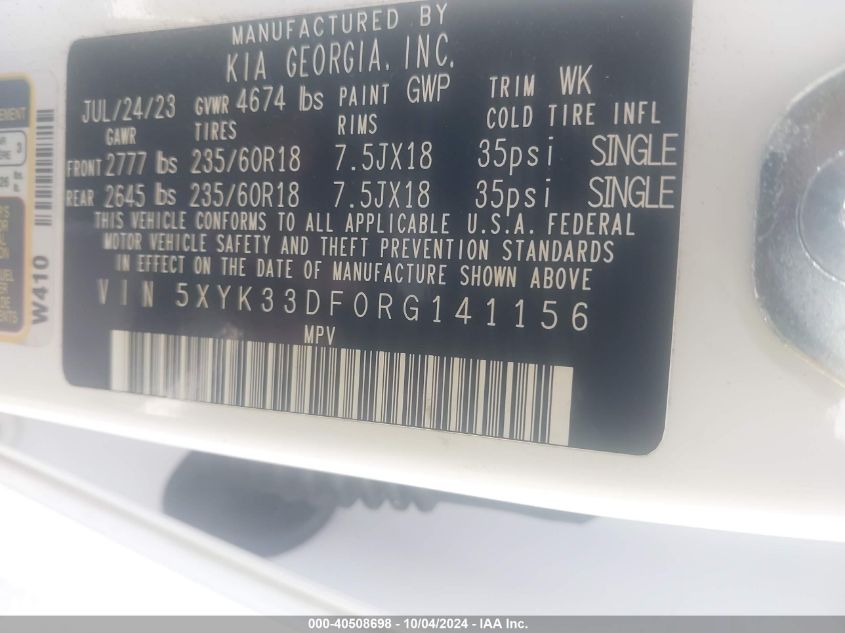 MANUFACTURED BY
KIA GEORGIA, INC.
JUL/24/23 GVWR 4674 lbs PAINT GWP TRIM WK
GAWR TIRES RIMS COLD TIRE INFL
FRONT 2777 lbs 235/60R18 7.5JX18 35psi SINGLE
REAR 2645 lbs 235/60R18 7.5JX18 35psi SINGLE
THIS VEHICLE CONFORMS TO ALL APPLICABLE U.S.A. FEDERAL
MOTOR VEHICLE SAFETY AND THEFT PREVENTION STANDARDS
IN EFFECT ON THE DATE OF MANUFACTURE SHOWN ABOVE
VIN 5XYK33DF0RG141156
MPV
W410
3
000-40508698 - 10/04/2024 - IAA Inc.